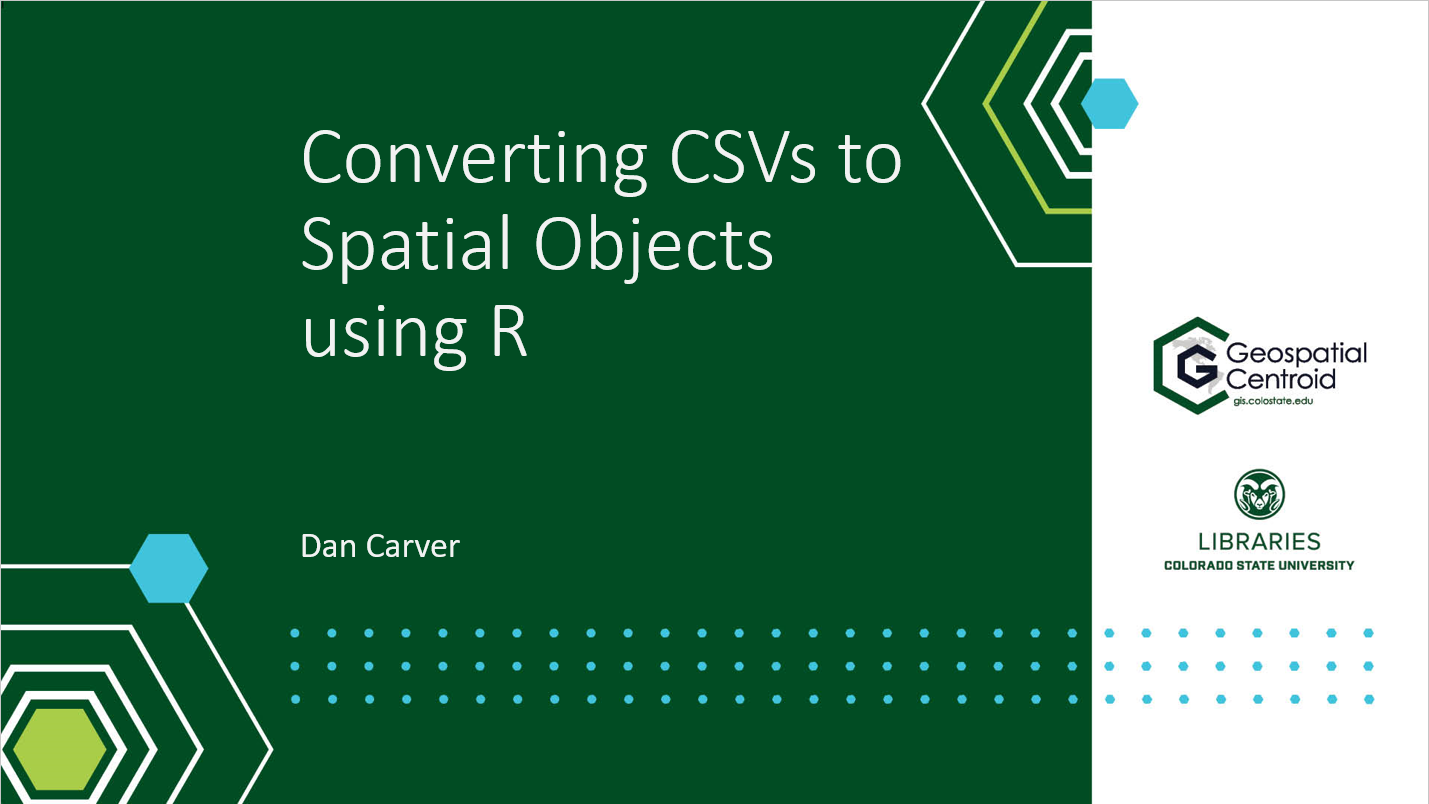 Converting CSVs to
Spatial Objects
using R
Dan Carver
Geospatial
Centroid
gis.colostate.edu
LIBRARIES
COLORADO STATE UNIVERSITY